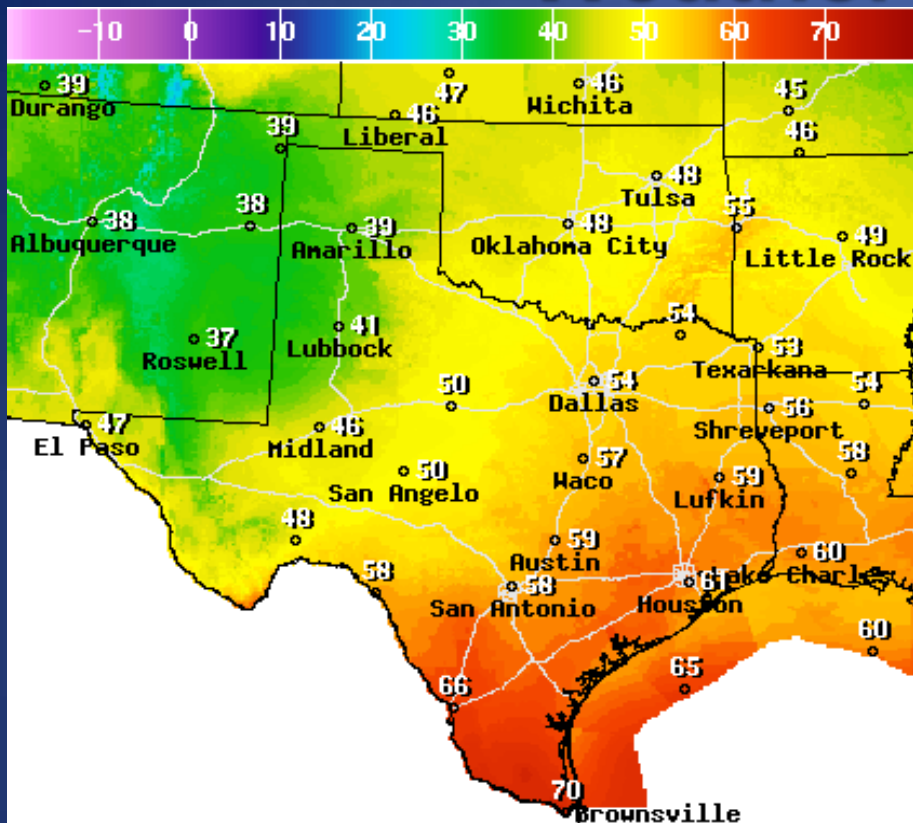 -10 0 10 20 30 40 50 60 70
39
Durango
47
46
Wichita
45
46
Liberal
39
46
48
Tulsa
38
Albuquerque
38
39
Amarillo
48
Oklahoma City
55
49
Little Rock
37
Roswell
41
Lubbock
54
53
Texarkana
54
Dallas
50
56
Shreveport
54
47
El Paso
46
Midland
50
San Angelo
57
Waco
59
Lufkin
58
48
59
Austin
60
58
58
San Antonio
61
Houston
Lake Charles
60
65
66
70
Brownsville